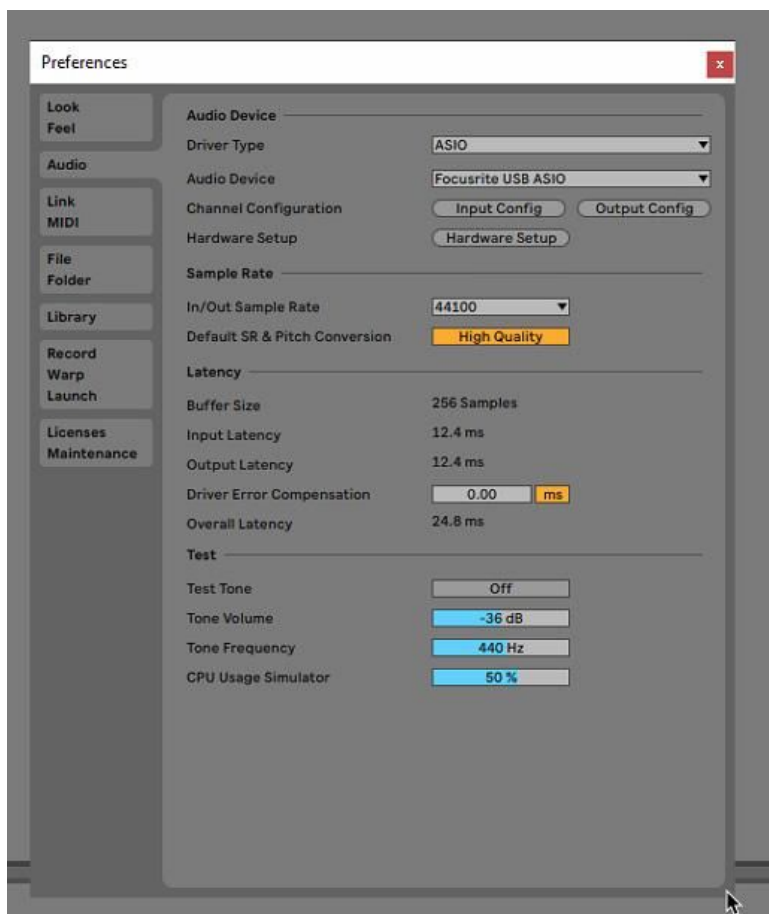 Preferences
x
Look
Feel
Audio
Link
MIDI
File
Folder
Library
Record
Warp
Launch
Licenses
Maintenance
Audio Device
Driver Type ASIO
Audio Device Focusrite USB ASIO
Channel Configuration Input Config Output Config
Hardware Setup Hardware Setup
Sample Rate
In/Out Sample Rate 44100
Default SR & Pitch Conversion High Quality
Latency
Buffer Size 256 Samples
Input Latency 12.4 ms
Output Latency 12.4 ms
Driver Error Compensation 0.00 ms
Overall Latency 24.8 ms
Test
Test Tone Off
Tone Volume -36 dB
Tone Frequency 440 Hz
CPU Usage Simulator 50 %